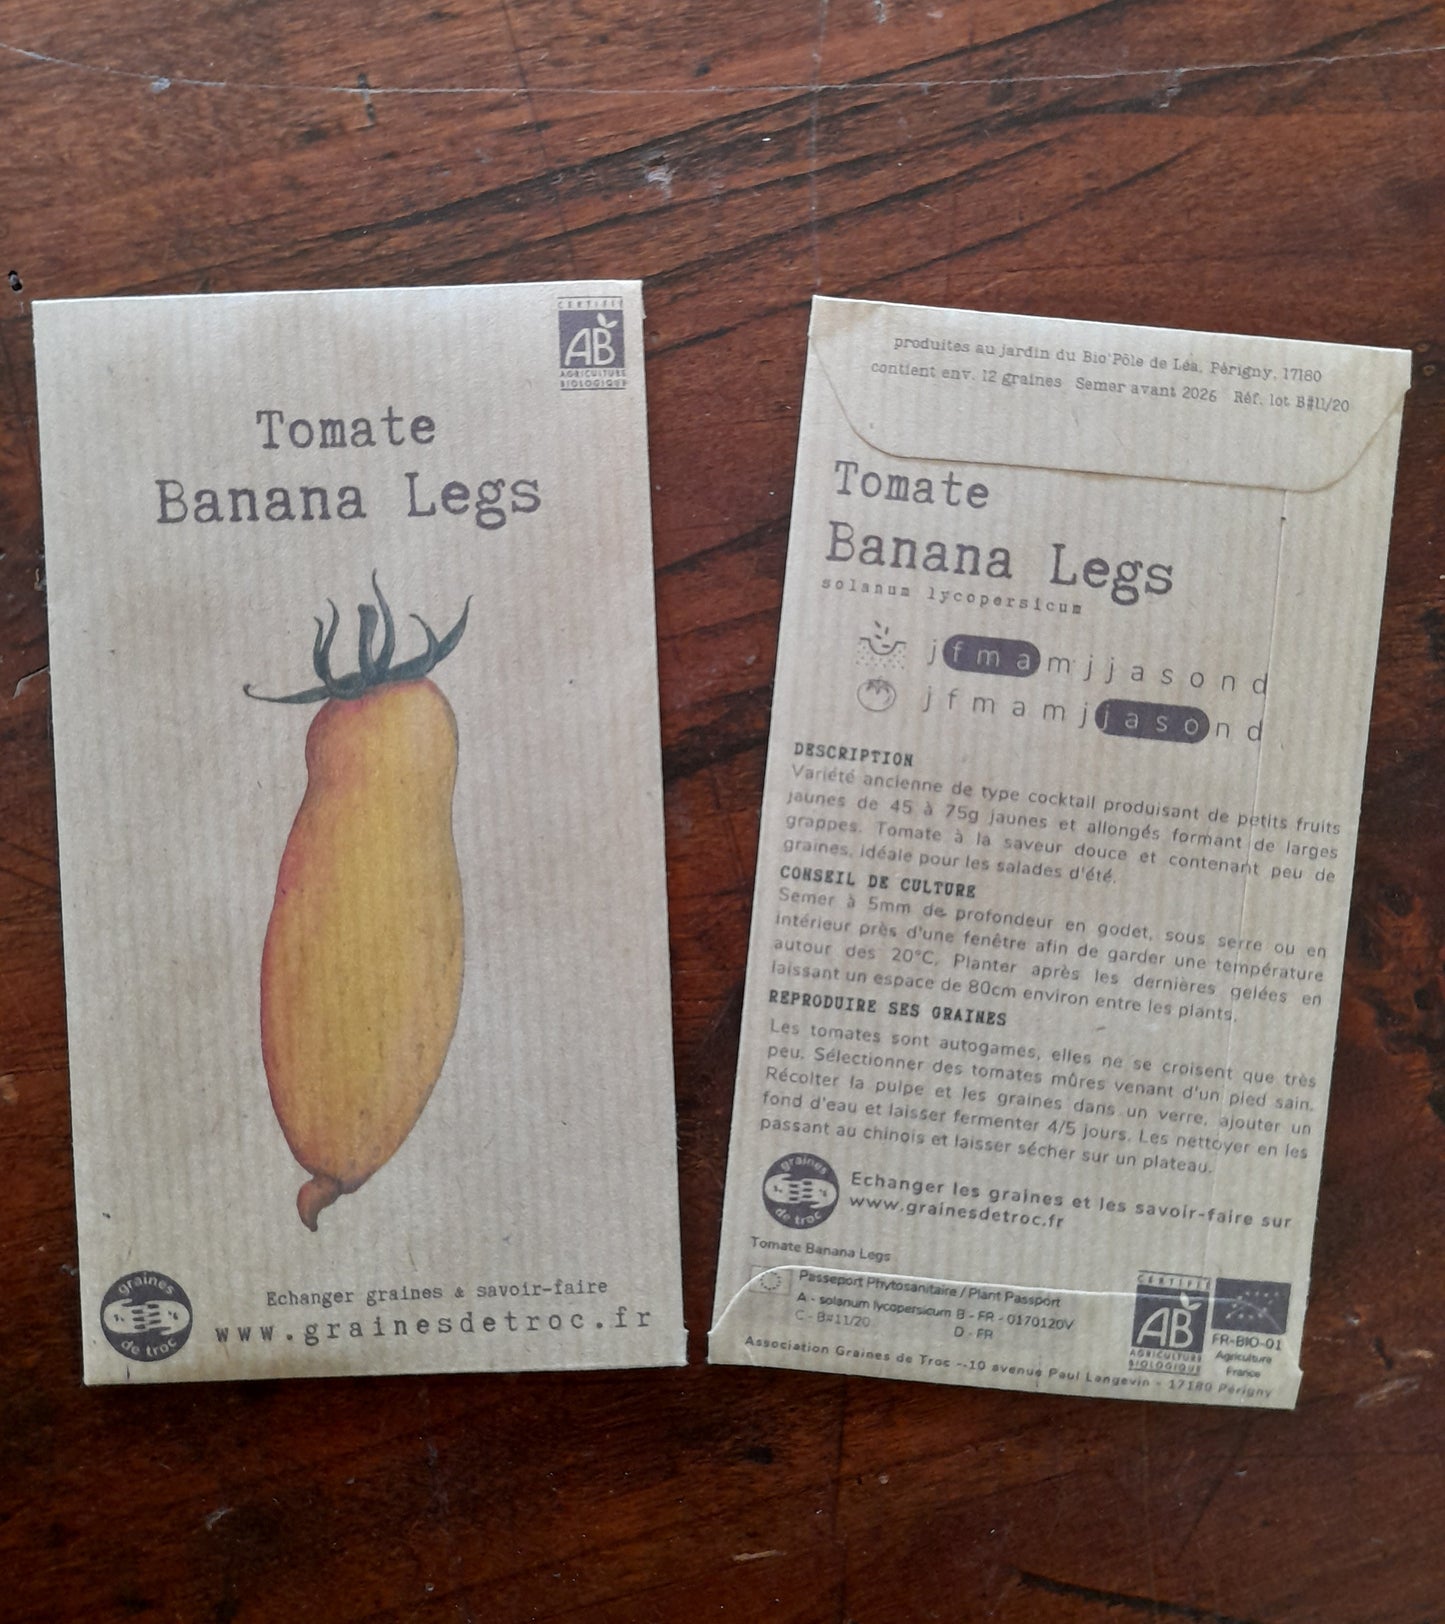 CERTIFIÉ
AB
AGRICULTURE
BIOLOGIQUE
Tomate
Banana Legs
graines
de troc
Echanger graines & savoir-faire
www.grainesdetroc.fr
produites au jardin du Bio'Pôle de Léa, Périgny, 17180
contient env. 12 graines Semer avant 2026 Réf. lot B#11/20
Tomate
Banana Legs
solanum lycopersicum
j f m a m j j a s o n d
j f m a m j j a s o n d
DESCRIPTION
Variété ancienne de type cocktail produisant de petits fruits
jaunes de 45 à 75g jaunes et allongés formant de larges
grappes. Tomate à la saveur douce et contenant peu de
graines, idéale pour les salades d'été.
CONSEIL DE CULTURE
Semer à 5mm de profondeur en godet, sous serre ou en
intérieur près d'une fenêtre afin de garder une température
autour des 20°C. Planter après les dernières gelées en
laissant un espace de 80cm environ entre les plants.
REPRODUIRE SES GRAINES
Les tomates sont autogames, elles ne se croisent que très
peu. Sélectionner des tomates mûres venant d'un pied sain.
Récolter la pulpe et les graines dans un verre, ajouter un
fond d'eau et laisser fermenter 4/5 jours. Les nettoyer en les
passant au chinois et laisser sécher sur un plateau.
graines
de troc
Echanger les graines et les savoir-faire sur
www.grainesdetroc.fr
Tomate Banana Legs
Passeport Phytosanitaire / Plant Passport
A - solanum lycopersicum B - FR - 0170120V
C - B#11/20 D - FR
CERTIFIÉ
AB
AGRICULTURE
BIOLOGIQUE
FR-BIO-01
Agriculture
France
Association Graines de Troc --10 avenue Paul Langevin - 17180 Périgny